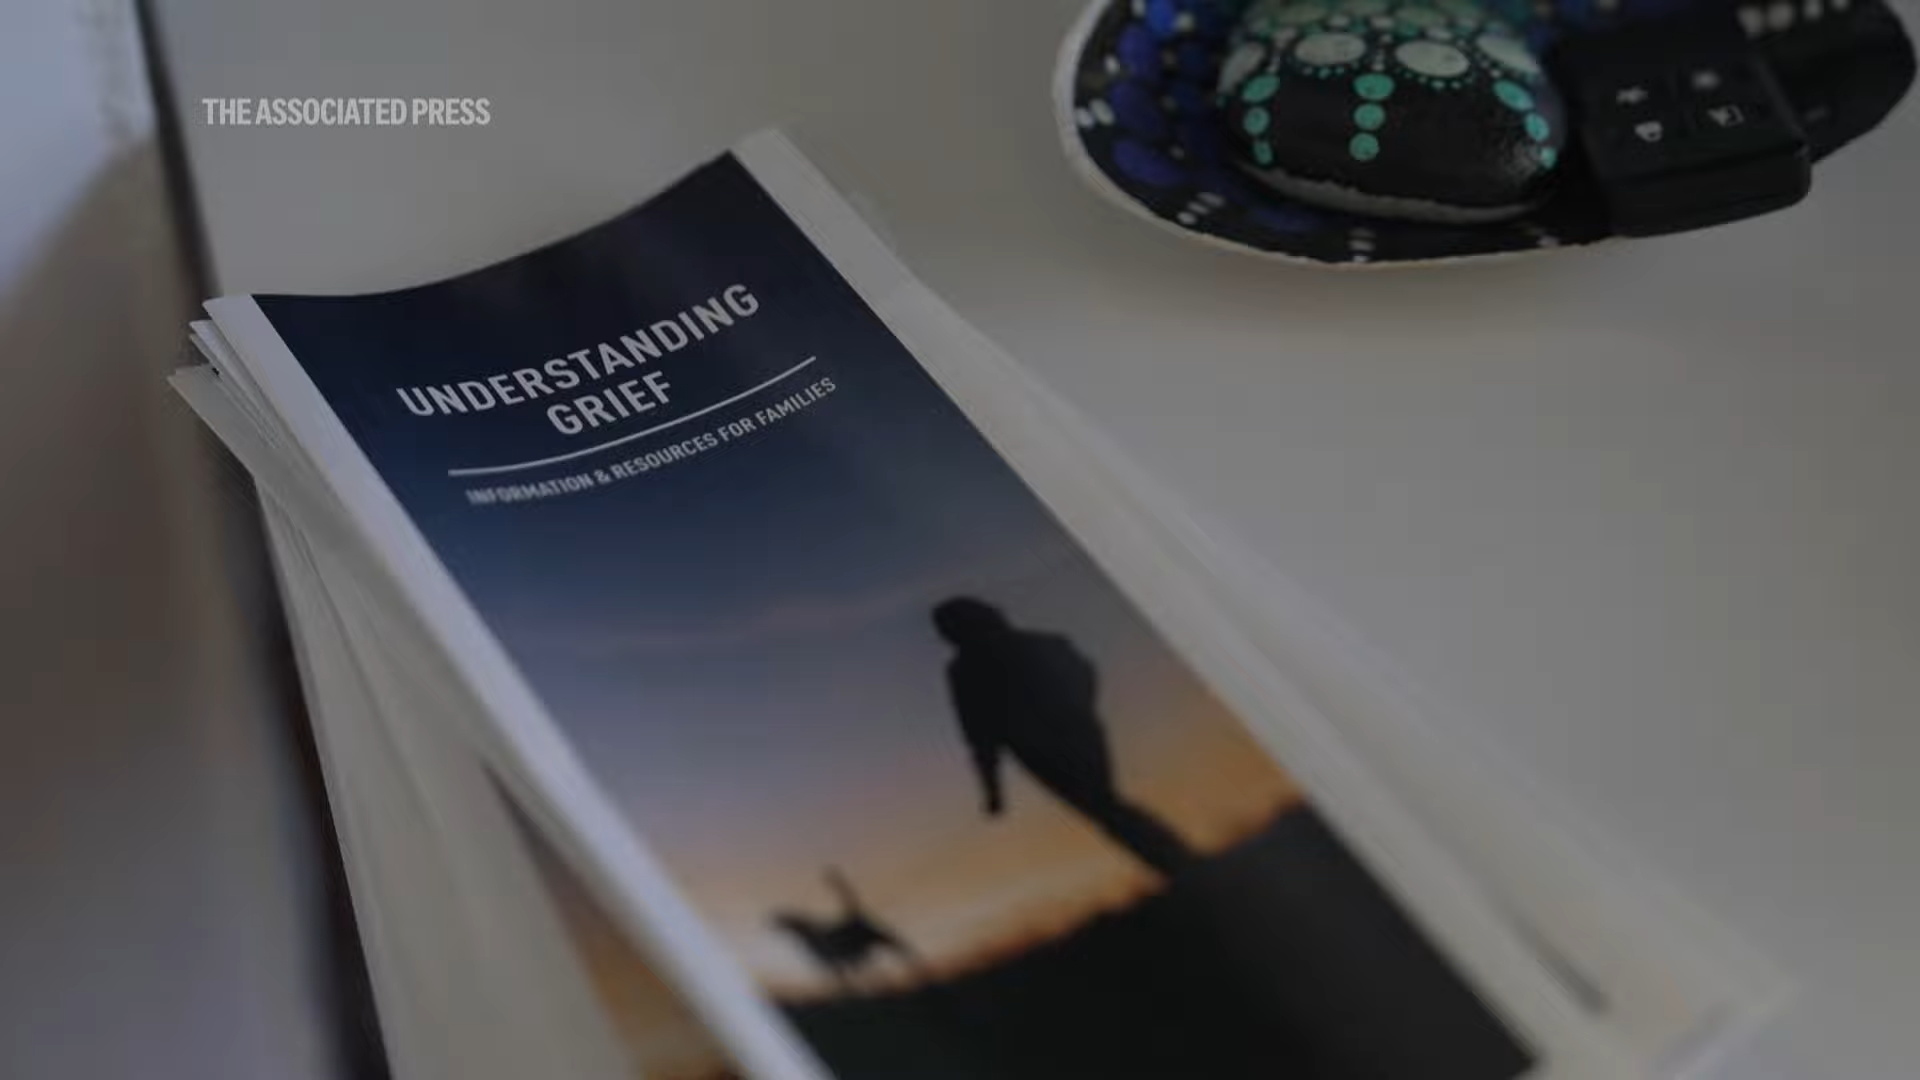 THE ASSOCIATED PRESS
UNDERSTANDING
GRIEF
INFORMATION & RESOURCES FOR FAMILIES